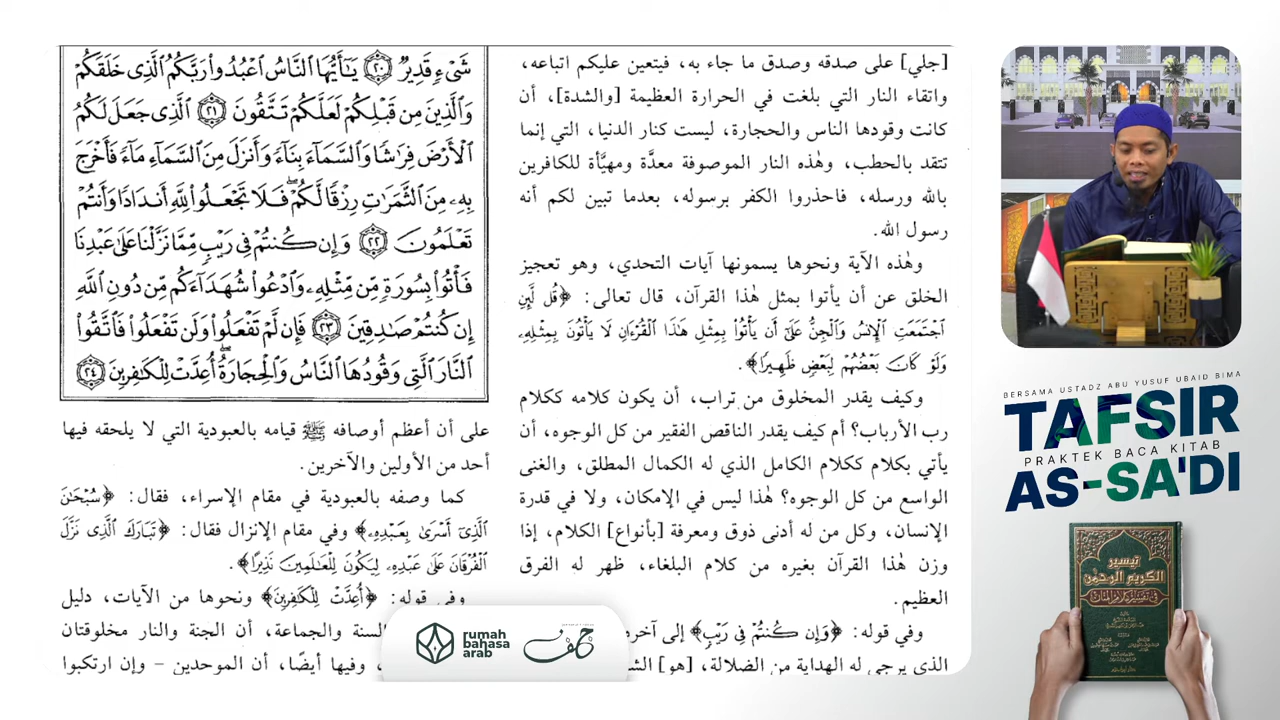 [جلي] على صدقه وصدق ما جاء به، فيتعين عليكم اتباعه،
واتقاء النار التي بلغت في الحرارة العظيمة [والشدة]، أن
كانت وقودها الناس والحجارة، ليست كنار الدنيا، التي إنما
تتقد بالحطب، وهٰذه النار الموصوفة معدَّة ومهيَّأة للكافرين
بالله ورسله، فاحذروا الكفر برسوله، بعدما تبين لكم أنه
رسول الله.
وهٰذه الآية ونحوها يسمونها آيات التحدي، وهو تعجيز
الخلق عن أن يأتوا بمثل هٰذا القرآن، قال تعالى: ﴿قُل لَّئِنِ
ٱجْتَمَعَتِ ٱلْإِنسُ وَٱلْجِنُّ عَلَىٰٓ أَن يَأْتُوا۟ بِمِثْلِ هَٰذَا ٱلْقُرْءَانِ لَا يَأْتُونَ بِمِثْلِهِۦ
وَلَوْ كَانَ بَعْضُهُمْ لِبَعْضٍ ظَهِيرًا﴾.
وكيف يقدر المخلوق من تراب، أن يكون كلامه ككلام
رب الأرباب؟ أم كيف يقدر الناقص الفقير من كل الوجوه، أن
يأتي بكلام ككلام الكامل الذي له الكمال المطلق، والغنى
الواسع من كل الوجوه؟ هٰذا ليس في الإمكان، ولا في قدرة
الإنسان، وكل من له أدنى ذوق ومعرفة [بأنواع] الكلام، إذا
وزن هٰذا القرآن بغيره من كلام البلغاء، ظهر له الفرق
العظيم.
وفي قوله: ﴿وَإِن كُنتُمْ فِى رَيْبٍ﴾ إلى آخره
الذي يرجى له الهداية من الضلالة، [هو]
شَىْءٍ قَدِيرٌ ٢٠ يَٰٓأَيُّهَا ٱلنَّاسُ ٱعْبُدُوا۟ رَبَّكُمُ ٱلَّذِى خَلَقَكُمْ
وَٱلَّذِينَ مِن قَبْلِكُمْ لَعَلَّكُمْ تَتَّقُونَ ٢١ ٱلَّذِى جَعَلَ لَكُمُ
ٱلْأَرْضَ فِرَٰشًا وَٱلسَّمَآءَ بِنَآءً وَأَنزَلَ مِنَ ٱلسَّمَآءِ مَآءً فَأَخْرَجَ
بِهِۦ مِنَ ٱلثَّمَرَٰتِ رِزْقًا لَّكُمْ ۖ فَلَا تَجْعَلُوا۟ لِلَّهِ أَندَادًا وَأَنتُمْ
تَعْلَمُونَ ٢٢ وَإِن كُنتُمْ فِى رَيْبٍ مِّمَّا نَزَّلْنَا عَلَىٰ عَبْدِنَا
فَأْتُوا۟ بِسُورَةٍ مِّن مِّثْلِهِۦ وَٱدْعُوا۟ شُهَدَآءَكُم مِّن دُونِ ٱللَّهِ
إِن كُنتُمْ صَٰدِقِينَ ٢٣ فَإِن لَّمْ تَفْعَلُوا۟ وَلَن تَفْعَلُوا۟ فَٱتَّقُوا۟
ٱلنَّارَ ٱلَّتِى وَقُودُهَا ٱلنَّاسُ وَٱلْحِجَارَةُ ۖ أُعِدَّتْ لِلْكَٰفِرِينَ ٢٤
على أن أعظم أوصافه ﷺ قيامه بالعبودية التي لا يلحقه فيها
أحد من الأولين والآخرين.
كما وصفه بالعبودية في مقام الإسراء، فقال: ﴿سُبْحَٰنَ
ٱلَّذِىٓ أَسْرَىٰ بِعَبْدِهِۦ﴾ وفي مقام الإنزال فقال: ﴿تَبَارَكَ ٱلَّذِى نَزَّلَ
ٱلْفُرْقَانَ عَلَىٰ عَبْدِهِۦ لِيَكُونَ لِلْعَٰلَمِينَ نَذِيرًا﴾.
وفي قوله: ﴿أُعِدَّتْ لِلْكَٰفِرِينَ﴾ ونحوها من الآيات، دليل
السنة والجماعة، أن الجنة والنار مخلوقتان
وفيها أيضًا، أن الموحدين – وإن ارتكبوا
rumah
bahasa
arab
BERSAMA USTADZ ABU YUSUF UBAID BIMA
TAFSIR
PRAKTEK BACA KITAB
AS-SA'DI
تيسير
الكريم الرحمن
في تفسير كلام المنان